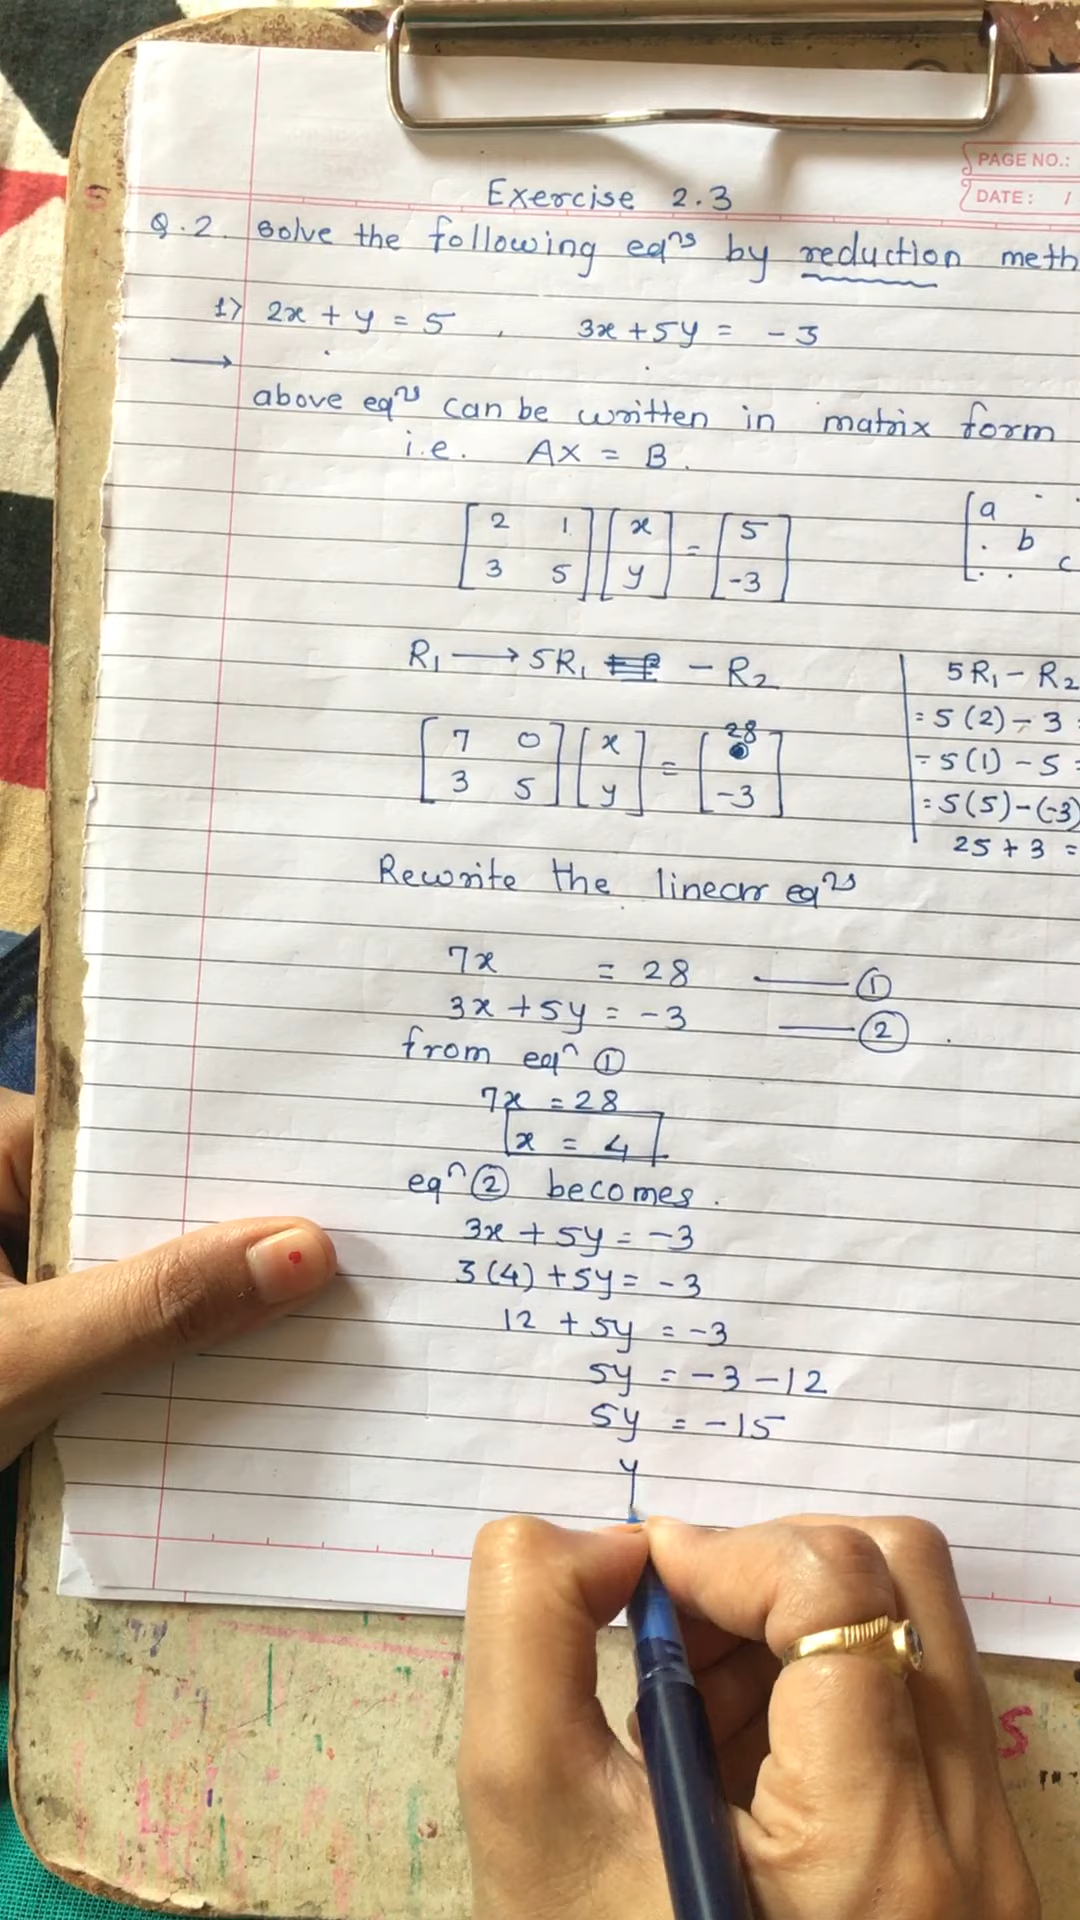 PAGE NO.:
DATE: /
Exercise 2.3
Q.2. Solve the following eqns by reduction meth
1) 2x + y = 5 , 3x + 5y = -3
→
above eqns can be written in matrix form
i.e. AX = B.
[2 1] [x] = [5] [a
[3 5] [y] [-3] . b
c
R1 → 5R1 - R2
[7 0] [x] = [28]
[3 5] [y] [-3]
5R1 - R2
= 5(2) - 3 =
= 5(1) - 5 =
= 5(5) - (-3)
25 + 3 =
Rewrite the linear eqns
7x = 28 — ①
3x + 5y = -3 — ②
from eqn ①
7x = 28
x = 4
eqn ② becomes.
3x + 5y = -3
3(4) + 5y = -3
12 + 5y = -3
5y = -3 - 12
5y = -15
y
S